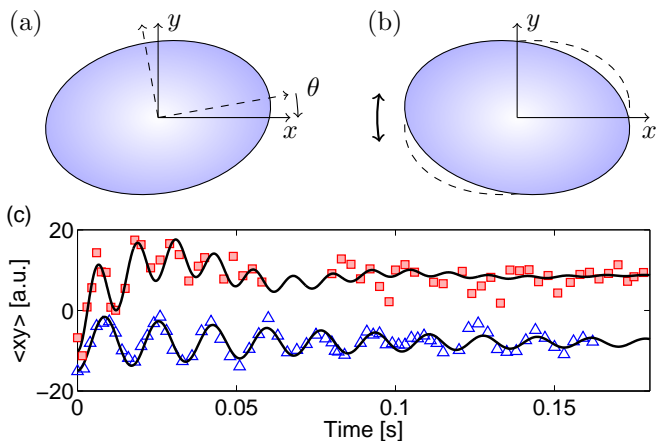 (a)
y
θ
x
(b)
y
x
(c)
<xy> [a.u.]
20
0
−20
0
0.05
0.1
0.15
Time [s]